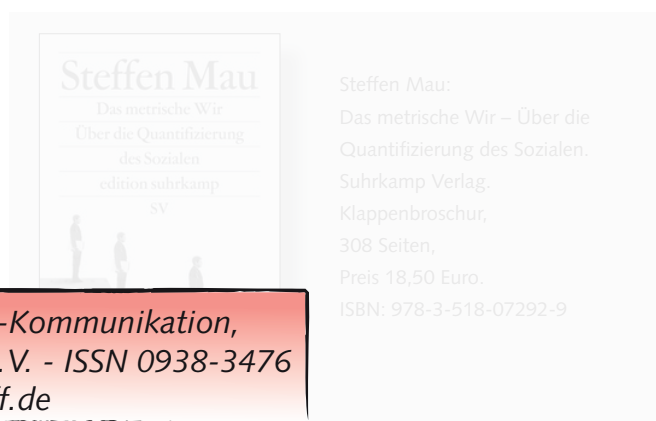 Steffen Mau
Das metrische Wir
Über die Quantifizierung
des Sozialen
edition suhrkamp
SV
Steffen Mau:
Das metrische Wir – Über die
Quantifizierung des Sozialen.
Suhrkamp Verlag.
Klappenbroschur,
308 Seiten,
Preis 18,50 Euro.
ISBN: 978-3-518-07292-9
-Kommunikation,
.V. - ISSN 0938-3476
f.de